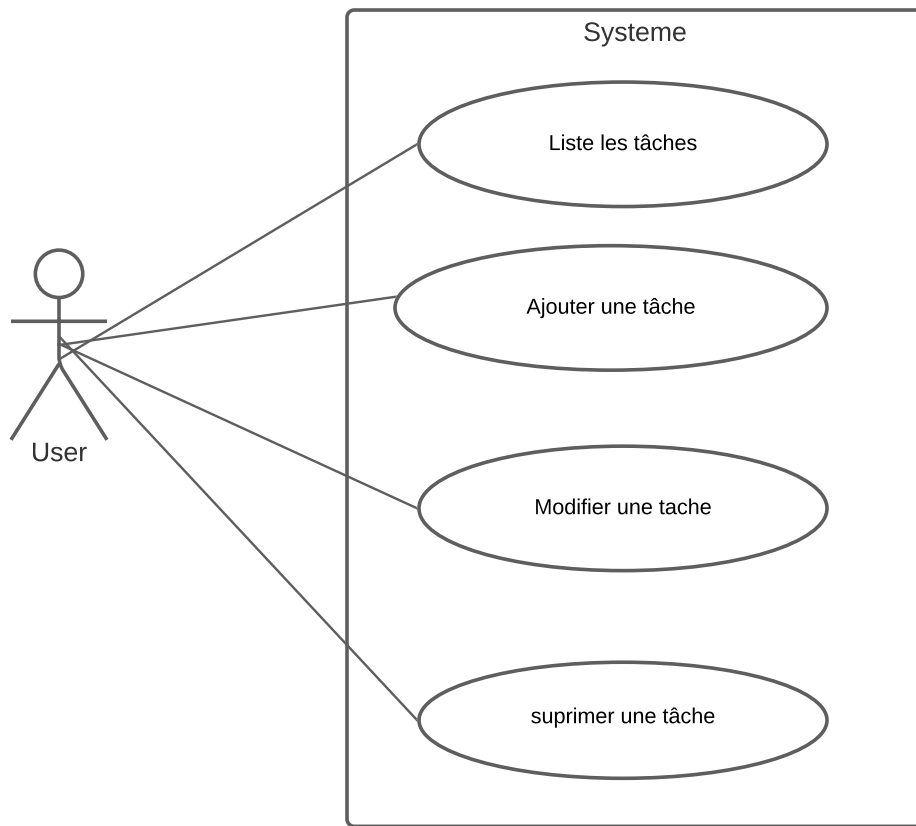 Systeme
Liste les tâches
Ajouter une tâche
User
Modifier une tache
suprimer une tâche